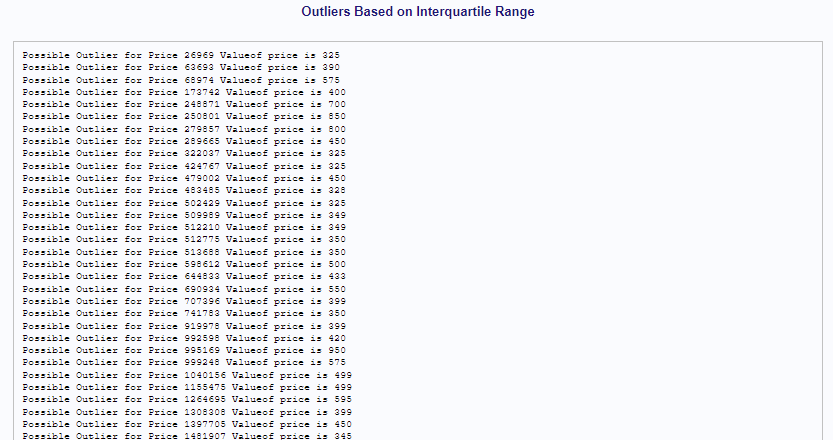 Outliers Based on Interquartile Range
Possible Outlier for Price 26969 Valueof price is 325
Possible Outlier for Price 63693 Valueof price is 390
Possible Outlier for Price 68974 Valueof price is 575
Possible Outlier for Price 173742 Valueof price is 400
Possible Outlier for Price 248871 Valueof price is 700
Possible Outlier for Price 250801 Valueof price is 850
Possible Outlier for Price 279857 Valueof price is 800
Possible Outlier for Price 289665 Valueof price is 450
Possible Outlier for Price 322037 Valueof price is 325
Possible Outlier for Price 424767 Valueof price is 325
Possible Outlier for Price 479002 Valueof price is 450
Possible Outlier for Price 483485 Valueof price is 328
Possible Outlier for Price 502429 Valueof price is 325
Possible Outlier for Price 509989 Valueof price is 349
Possible Outlier for Price 512210 Valueof price is 349
Possible Outlier for Price 512775 Valueof price is 350
Possible Outlier for Price 513688 Valueof price is 350
Possible Outlier for Price 598612 Valueof price is 500
Possible Outlier for Price 644833 Valueof price is 433
Possible Outlier for Price 690934 Valueof price is 550
Possible Outlier for Price 707396 Valueof price is 399
Possible Outlier for Price 741783 Valueof price is 350
Possible Outlier for Price 919978 Valueof price is 399
Possible Outlier for Price 992598 Valueof price is 420
Possible Outlier for Price 995169 Valueof price is 950
Possible Outlier for Price 999248 Valueof price is 575
Possible Outlier for Price 1040156 Valueof price is 499
Possible Outlier for Price 1155475 Valueof price is 499
Possible Outlier for Price 1264695 Valueof price is 595
Possible Outlier for Price 1308308 Valueof price is 399
Possible Outlier for Price 1397705 Valueof price is 450
Possible Outlier for Price 1481907 Valueof price is 345